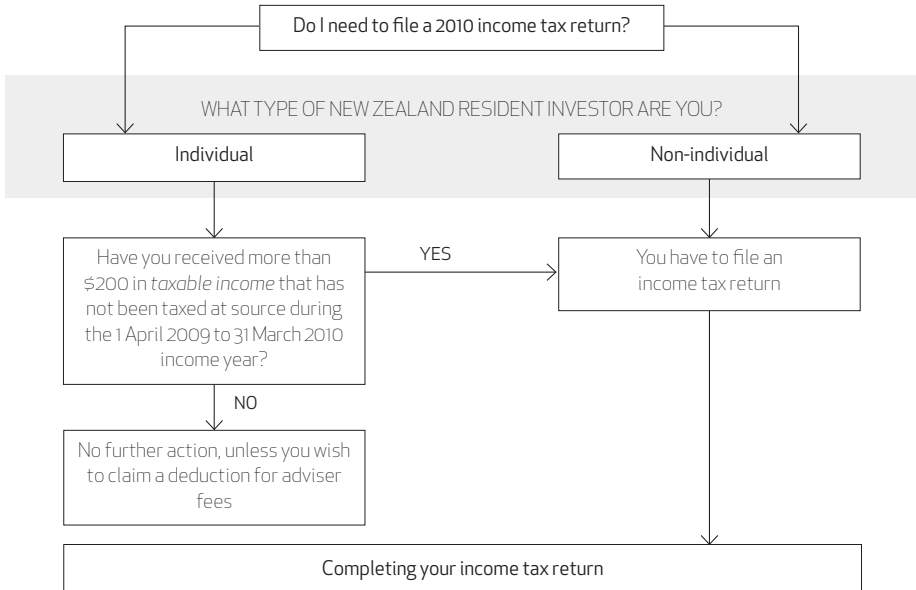 Do I need to file a 2010 income tax return?
WHAT TYPE OF NEW ZEALAND RESIDENT INVESTOR ARE YOU?
Individual
Non-individual
Have you received more than
$200 in taxable income that has
not been taxed at source during
the 1 April 2009 to 31 March 2010
income year?
YES
You have to file an
income tax return
NO
No further action, unless you wish
to claim a deduction for adviser
fees
Completing your income tax return